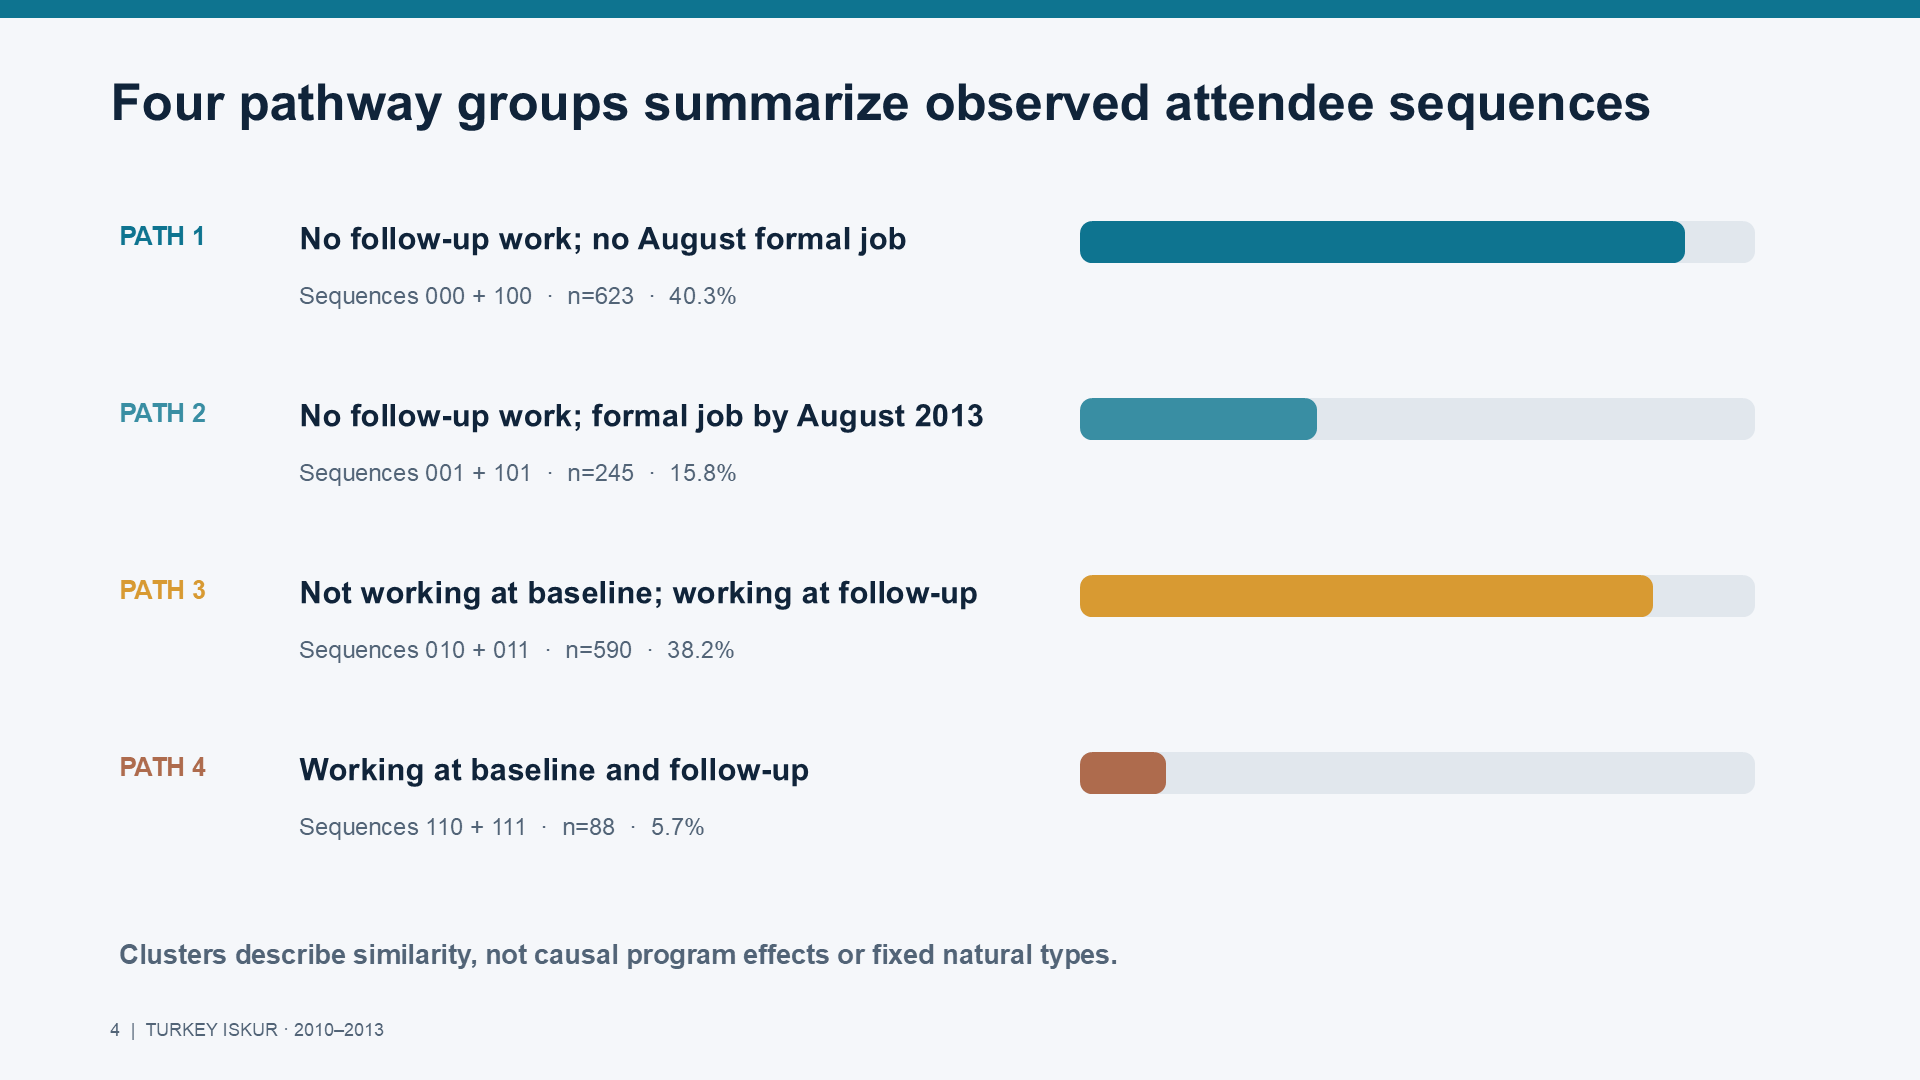 Four pathway groups summarize observed attendee sequences
PATH 1
No follow-up work; no August formal job
Sequences 000 + 100 · n=623 · 40.3%
PATH 2
No follow-up work; formal job by August 2013
Sequences 001 + 101 · n=245 · 15.8%
PATH 3
Not working at baseline; working at follow-up
Sequences 010 + 011 · n=590 · 38.2%
PATH 4
Working at baseline and follow-up
Sequences 110 + 111 · n=88 · 5.7%
Clusters describe similarity, not causal program effects or fixed natural types.
4 | TURKEY ISKUR · 2010–2013